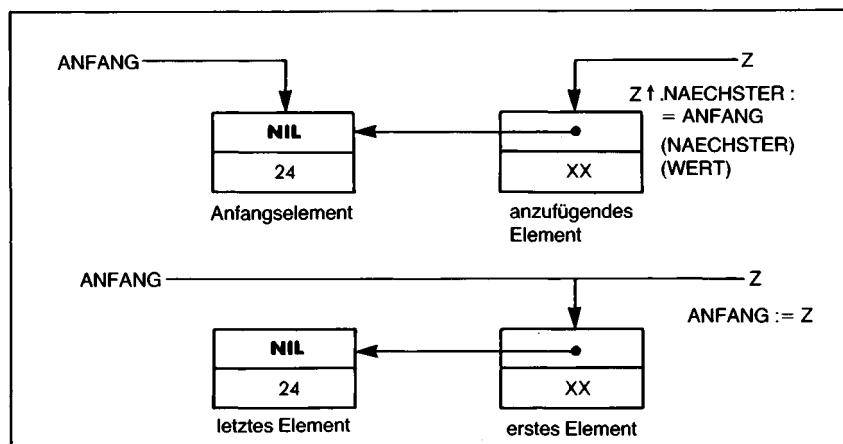 ANFANG Z
Z↑.NAECHSTER :
= ANFANG
NIL (NAECHSTER)
24 XX (WERT)
Anfangselement anzufügendes
Element
ANFANG Z
ANFANG := Z
NIL
24 XX
letztes Element erstes Element